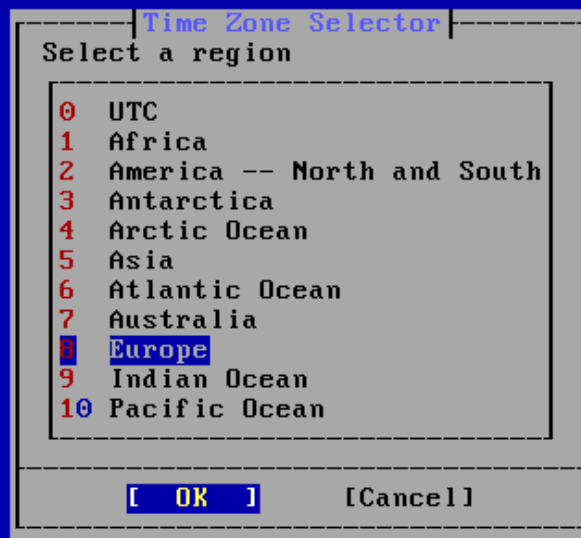 Time Zone Selector
Select a region
0 UTC
1 Africa
2 America -- North and South
3 Antarctica
4 Arctic Ocean
5 Asia
6 Atlantic Ocean
7 Australia
8 Europe
9 Indian Ocean
10 Pacific Ocean
[ OK ] [Cancel]